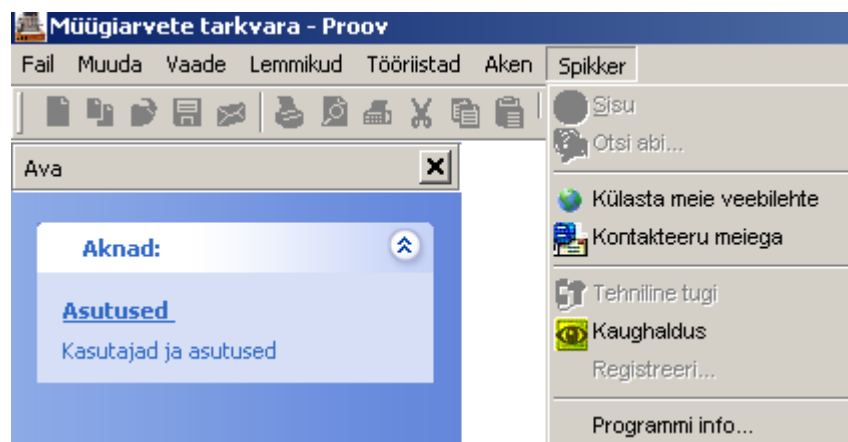 Müügiarvete tarkvara - Proov
Fail Muuda Vaade Lemmikud Tööriistad Aken Spikker
Sisu
Otsi abi...
Külasta meie veebilehte
Kontakteeru meiega
Tehniline tugi
Kaughaldus
Registreeri...
Programmi info...
Ava
Aknad:
Asutused
Kasutajad ja asutused